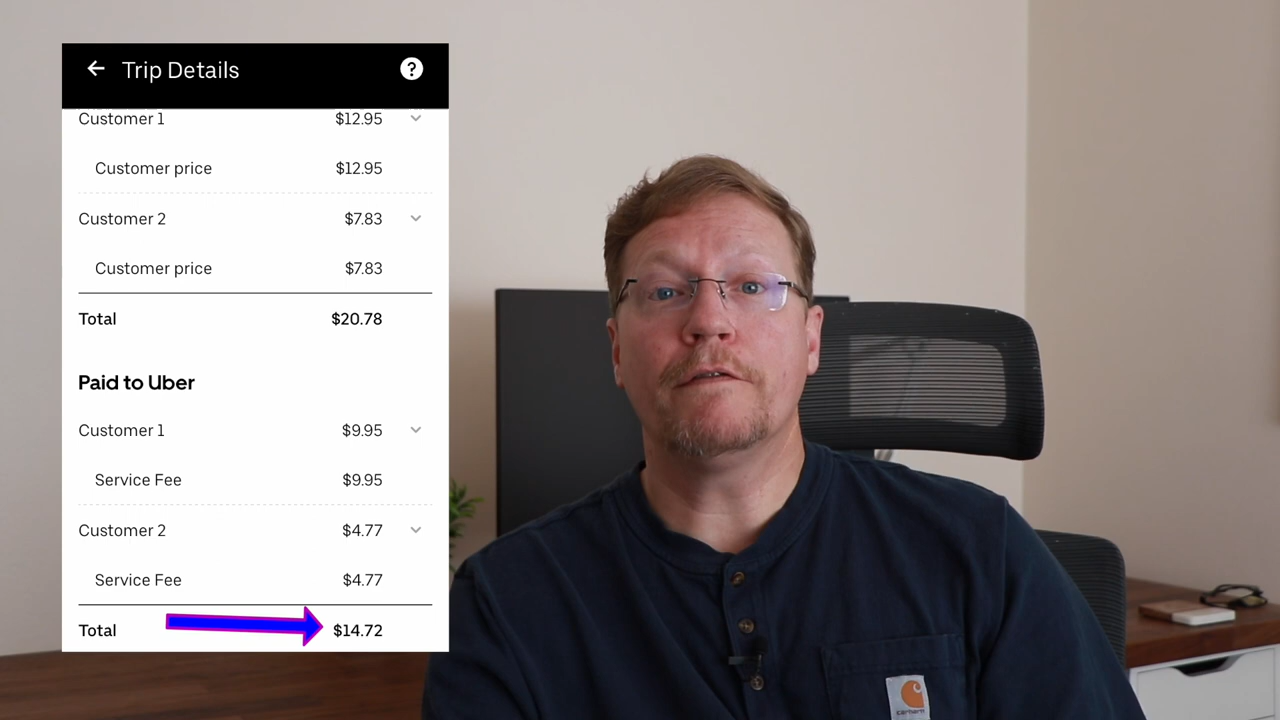 Trip Details ?
Customer 1 $12.95
Customer price $12.95
Customer 2 $7.83
Customer price $7.83
Total $20.78
Paid to Uber
Customer 1 $9.95
Service Fee $9.95
Customer 2 $4.77
Service Fee $4.77
Total $14.72
carhartt